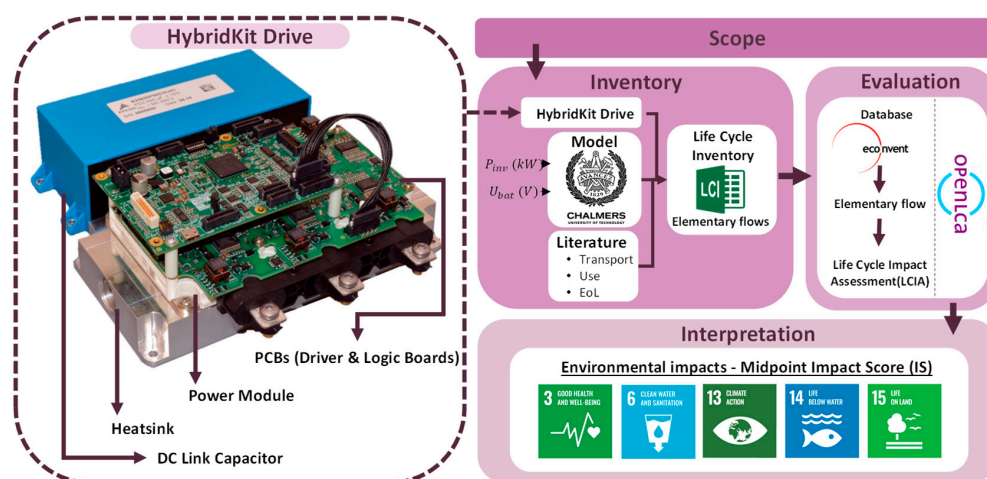 HybridKit Drive
PCBs (Driver & Logic Boards)
Power Module
Heatsink
DC Link Capacitor
Scope
Inventory
HybridKit Drive
Model
P_inv (kW
U_bat (V)
AVANCEZ
1829
CHALMERS
UNIVERSITY OF TECHNOLOGY
Literature
• Transport
• Use
• EoL
Life Cycle
Inventory
LCI
Elementary flows
Evaluation
Database
ecoinvent
Elementary flow
Life Cycle Impact
Assessment(LCIA)
openLca
Interpretation
Environmental impacts - Midpoint Impact Score (IS)
3 GOOD HEALTH
AND WELL-BEING
6 CLEAN WATER
AND SANITATION
13 CLIMATE
ACTION
14 LIFE
BELOW WATER
15 LIFE
ON LAND